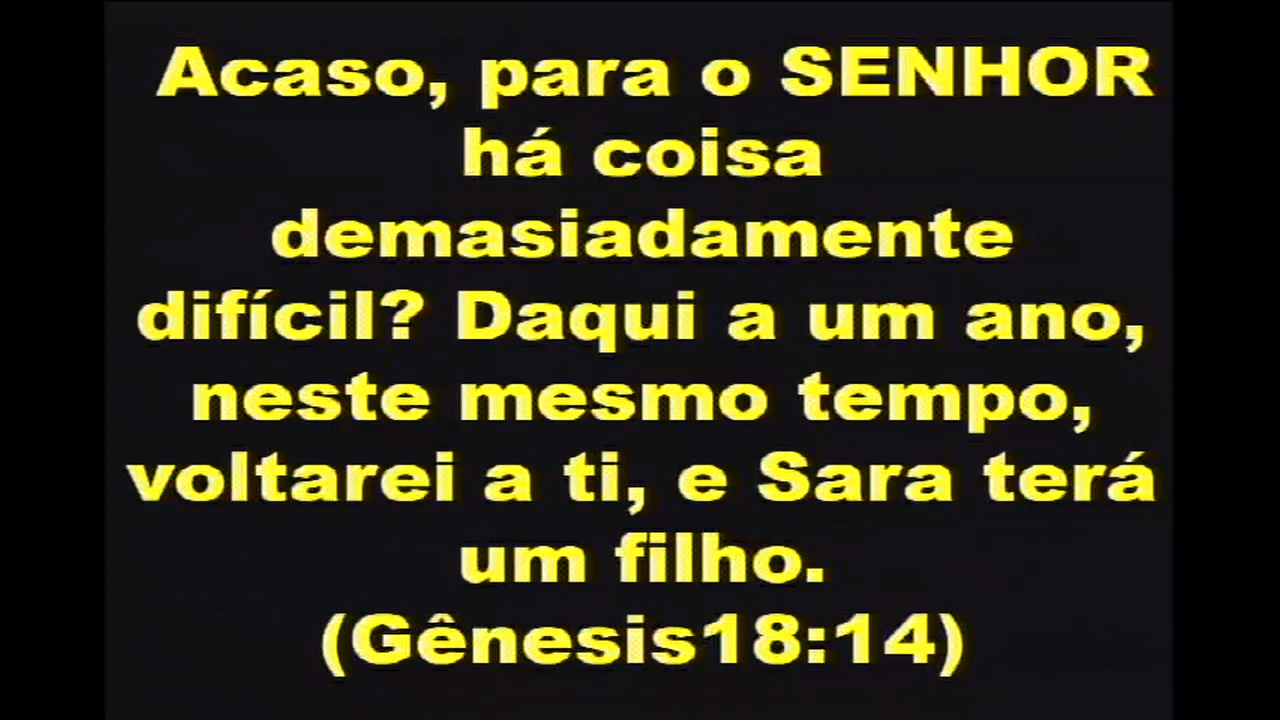 Acaso, para o SENHOR
há coisa
demasiadamente
difícil? Daqui a um ano,
neste mesmo tempo,
voltarei a ti, e Sara terá
um filho.
(Gênesis18:14)